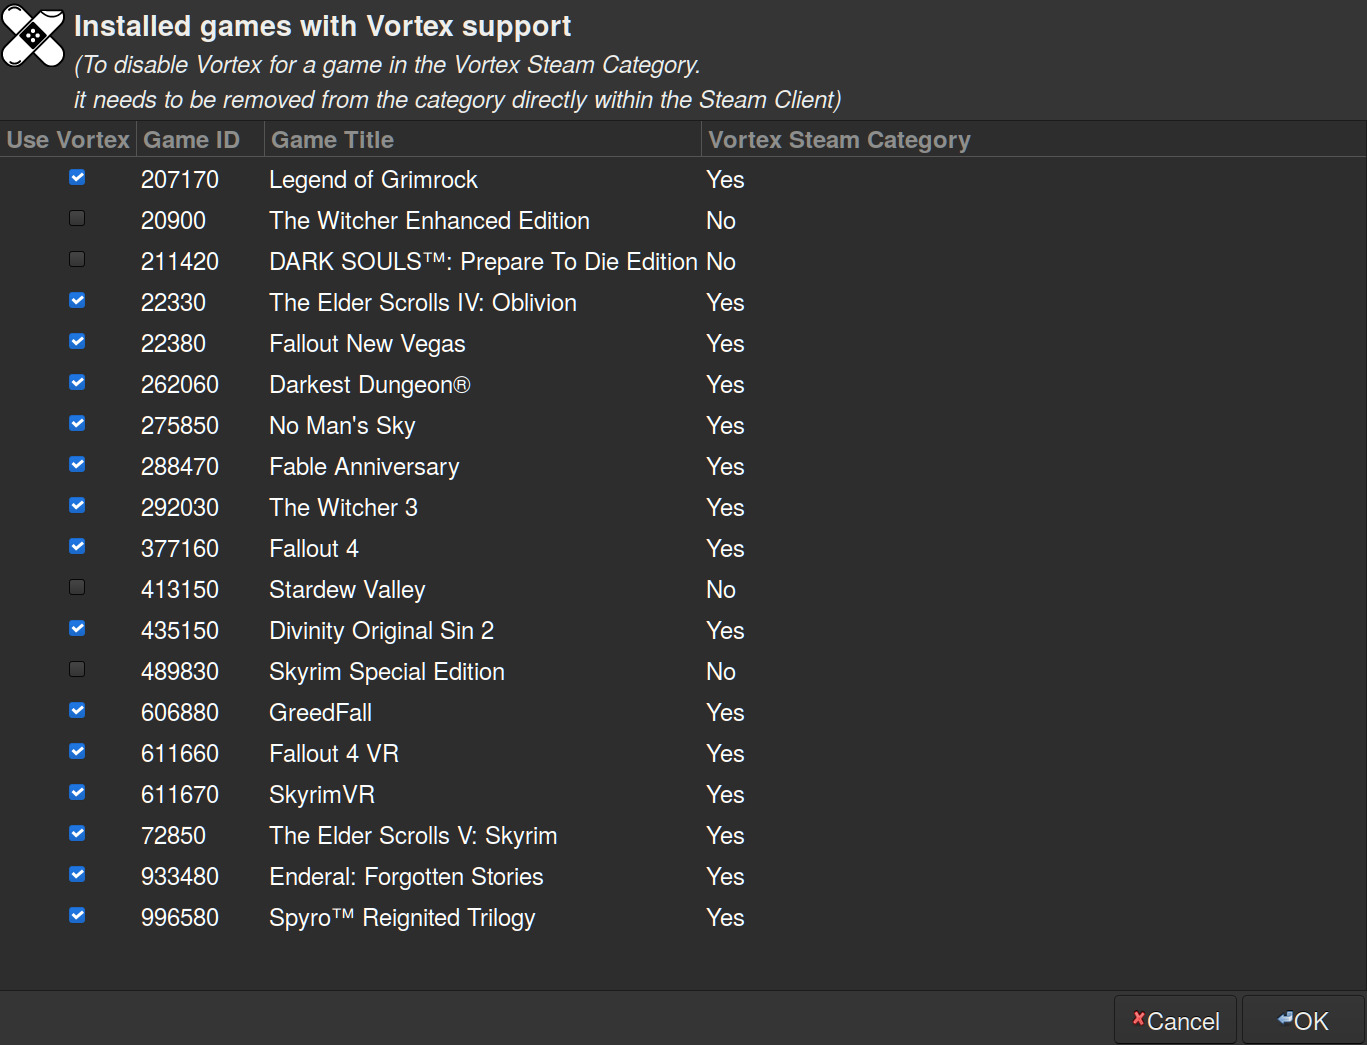 Installed games with Vortex support
(To disable Vortex for a game in the Vortex Steam Category.
it needs to be removed from the category directly within the Steam Client)
Use Vortex Game ID Game Title Vortex Steam Category
207170 Legend of Grimrock Yes
20900 The Witcher Enhanced Edition No
211420 DARK SOULS™: Prepare To Die Edition No
22330 The Elder Scrolls IV: Oblivion Yes
22380 Fallout New Vegas Yes
262060 Darkest Dungeon® Yes
275850 No Man's Sky Yes
288470 Fable Anniversary Yes
292030 The Witcher 3 Yes
377160 Fallout 4 Yes
413150 Stardew Valley No
435150 Divinity Original Sin 2 Yes
489830 Skyrim Special Edition No
606880 GreedFall Yes
611660 Fallout 4 VR Yes
611670 SkyrimVR Yes
72850 The Elder Scrolls V: Skyrim Yes
933480 Enderal: Forgotten Stories Yes
996580 Spyro™ Reignited Trilogy Yes
Cancel OK